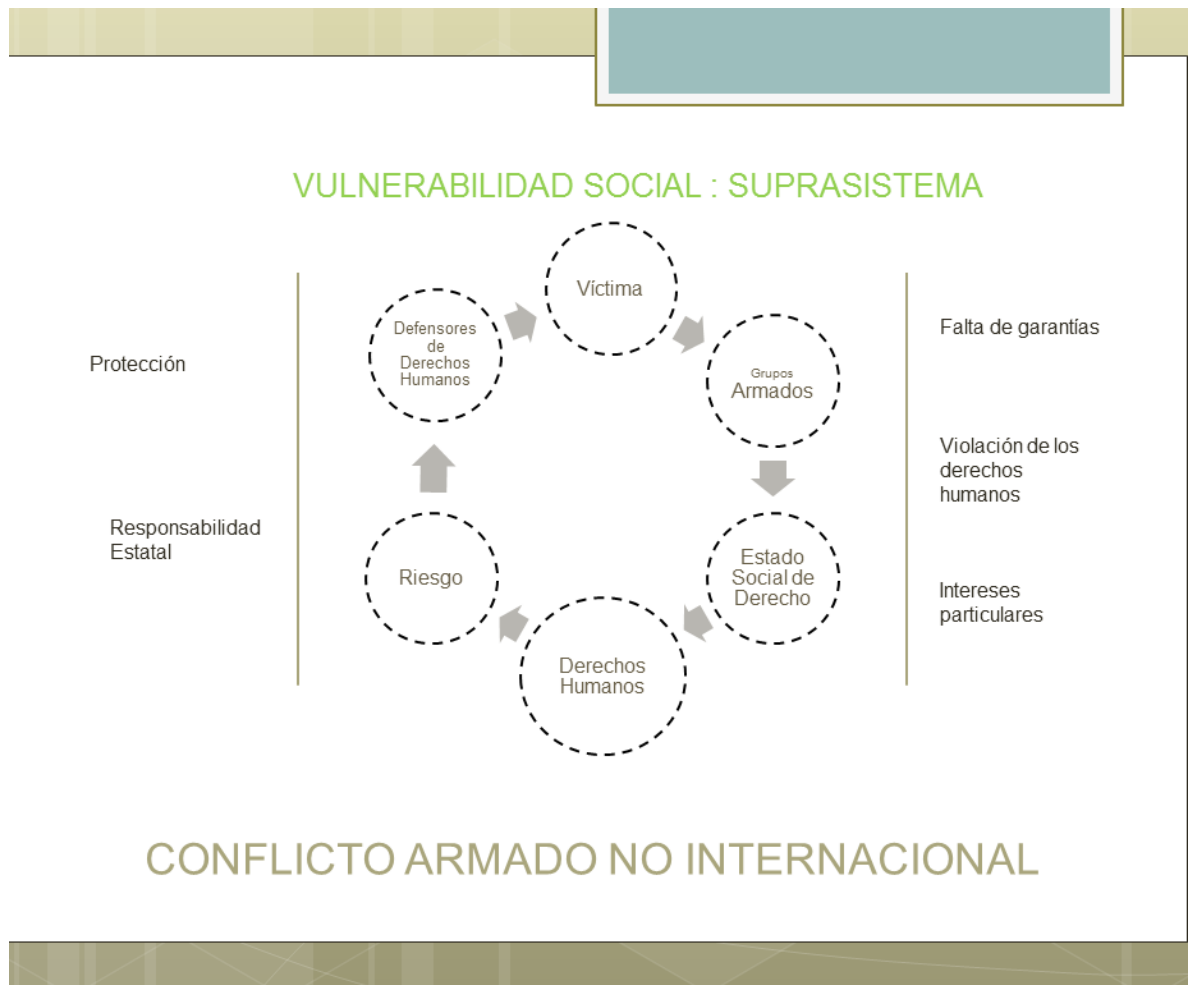 VULNERABILIDAD SOCIAL : SUPRASISTEMA
Víctima
Grupos
Armados
Estado
Social de
Derecho
Derechos
Humanos
Riesgo
Defensores
de
Derechos
Humanos
Protección
Responsabilidad
Estatal
Falta de garantías
Violación de los
derechos
humanos
Intereses
particulares
CONFLICTO ARMADO NO INTERNACIONAL